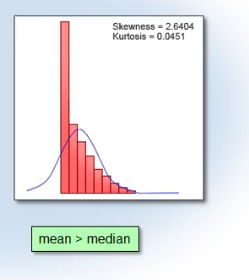 Skewness = 2.6404
Kurtosis = 0.0451
mean > median